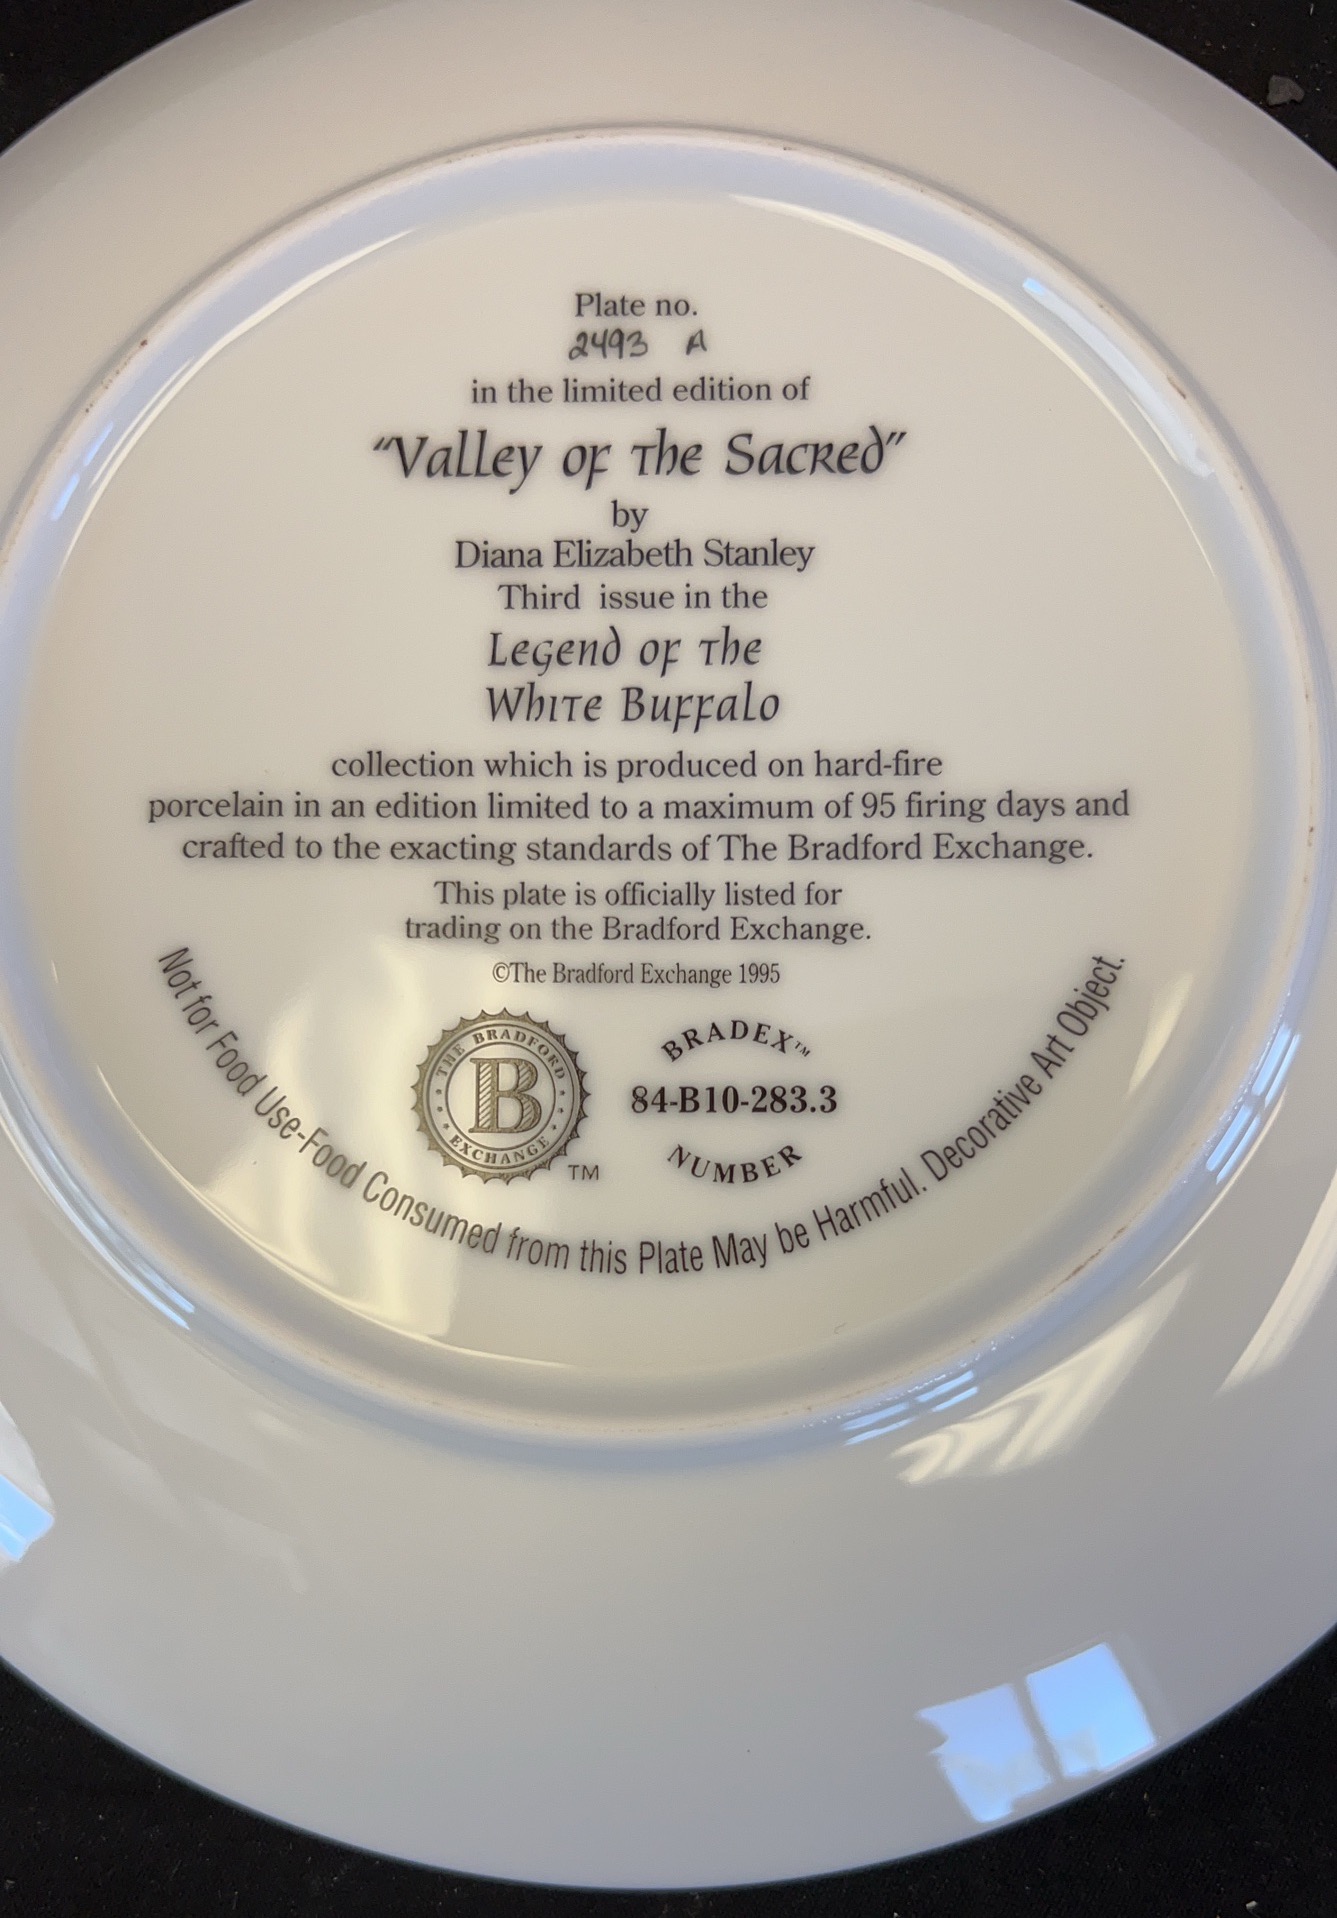 Plate no.
2493 A
in the limited edition of
"Valley of the Sacred"
by
Diana Elizabeth Stanley
Third issue in the
Legend of the
White Buffalo
collection which is produced on hard-fire
porcelain in an edition limited to a maximum of 95 firing days and
crafted to the exacting standards of The Bradford Exchange.
This plate is officially listed for
trading on the Bradford Exchange.
©The Bradford Exchange 1995
THE BRADFORD
B
EXCHANGE
TM
BRADEX™
84-B10-283.3
NUMBER
Not for Food Use-Food Consumed from this Plate May be Harmful. Decorative Art Object.